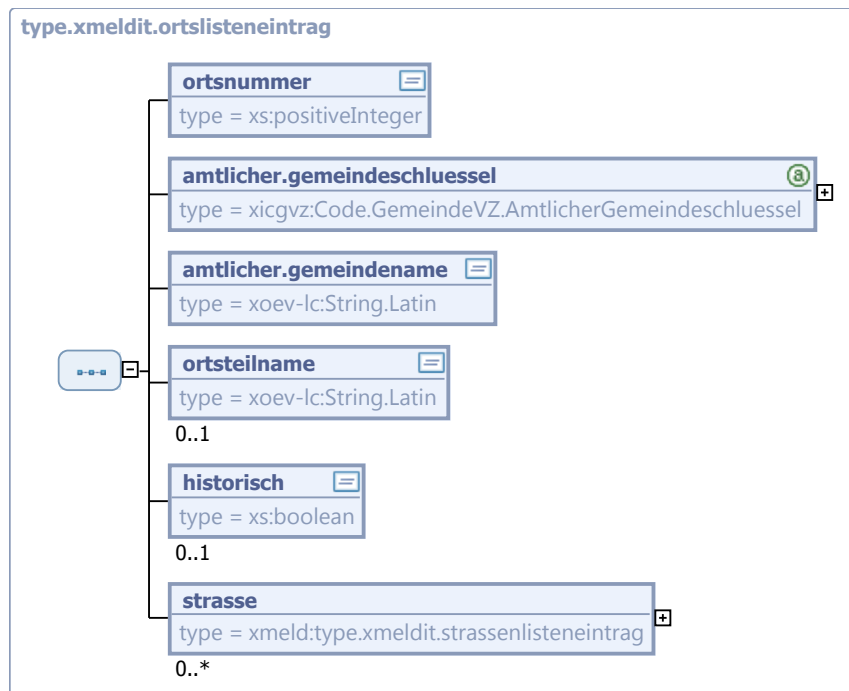 type.xmeldit.ortslisteneintrag
ortsnummer
type = xs:positiveInteger
amtlicher.gemeindeschluessel
type = xicgvz:Code.GemeindeVZ.AmtlicherGemeindeschluessel
amtlicher.gemeindename
type = xoev-lc:String.Latin
ortsteilname
type = xoev-lc:String.Latin
0..1
historisch
type = xs:boolean
0..1
strasse
type = xmeld:type.xmeldit.strassenlisteneintrag
0..*